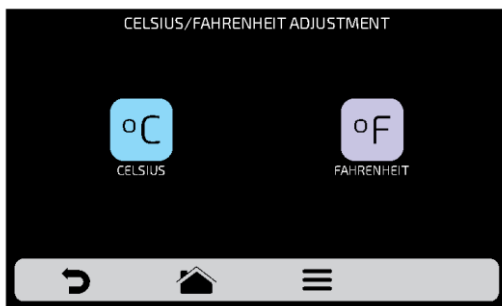 CELSIUS/FAHRENHEIT ADJUSTMENT
ºC
ºF
CELSIUS
FAHRENHEIT